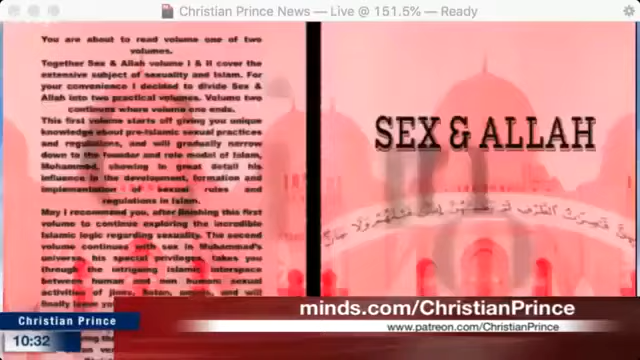 Christian Prince News — Live @ 151.5% — Ready
You are about to read volume one of two
volumes.
Together Sex & Allah volume I & II cover the
extensive subject of sexuality and Islam. For
your convenience I decided to divide Sex &
Allah into two practical volumes. Volume two
continues where volume one ends.
This first volume starts off giving you unique
knowledge about pre-Islamic sexual practices
and regulations, and will gradually narrow
down to the founder and role model of Islam,
Mohammed, showing in great detail his
influence in the development, formation and
implementation of sexual rules and
regulations in Islam.
May I recommend you, after finishing this first
volume to continue exploring the incredible
Islamic logic regarding sexuality. The second
volume continues with sex in Muhammad's
universe, his special privileges, takes you
through the intriguing Islamic interspace
between human and non human: sexual
activities of jinns, Satan, and will
finally leave you
SEX & ALLAH
minds.com/ChristianPrince
www.patreon.com/ChristianPrince
Christian Prince
10:32